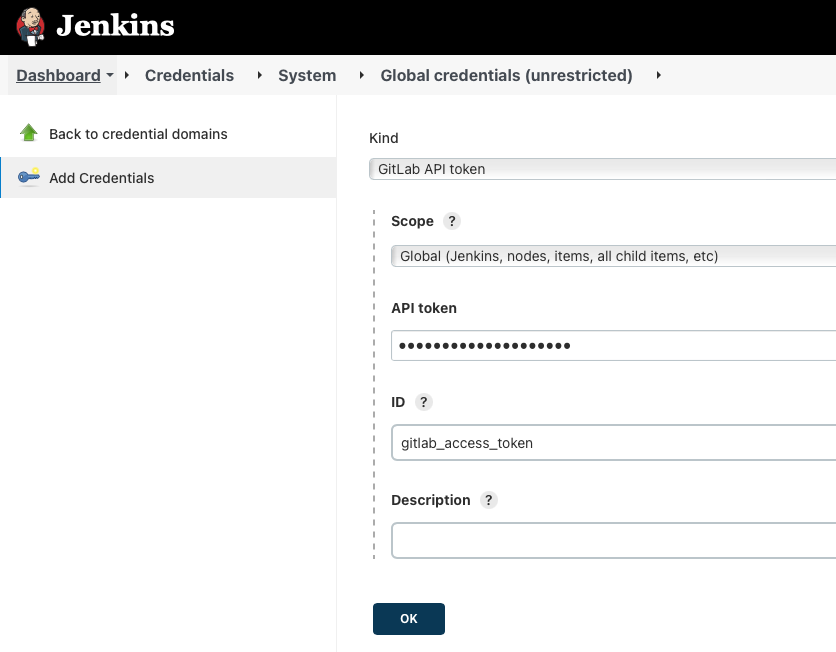 Jenkins
Dashboard Credentials System Global credentials (unrestricted)
Back to credential domains
Add Credentials
Kind
GitLab API token
Scope ?
Global (Jenkins, nodes, items, all child items, etc)
API token
••••••••••••••••••••
ID ?
gitlab_access_token
Description ?
OK